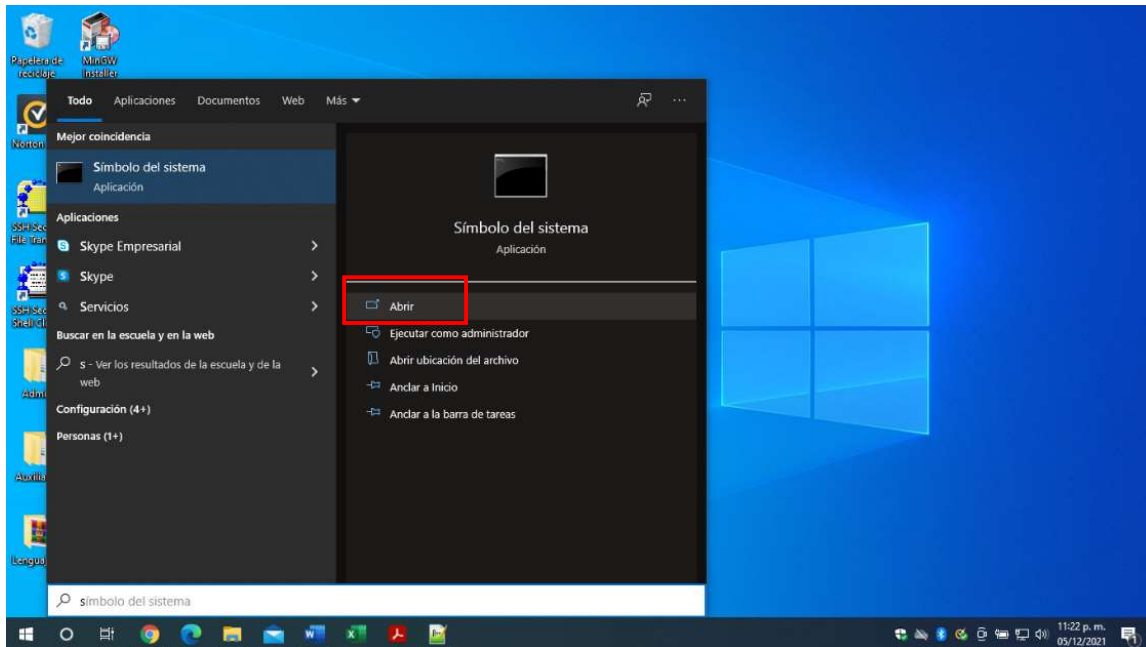 Papelera de
reciclaje
MinGW
Installer
Norton
SSH Sec
File Tran
SSH Sec
Shell Cli
Admi
Auxilia
Lenguaj
Todo Aplicaciones Documentos Web Más
Mejor coincidencia
Símbolo del sistema
Aplicación
Aplicaciones
Skype Empresarial
Skype
Servicios
Buscar en la escuela y en la web
s - Ver los resultados de la escuela y de la
web
Configuración (4+)
Personas (1+)
Símbolo del sistema
Aplicación
Abrir
Ejecutar como administrador
Abrir ubicación del archivo
Anclar a Inicio
Anclar a la barra de tareas
símbolo del sistema
11:22 p. m.
05/12/2021